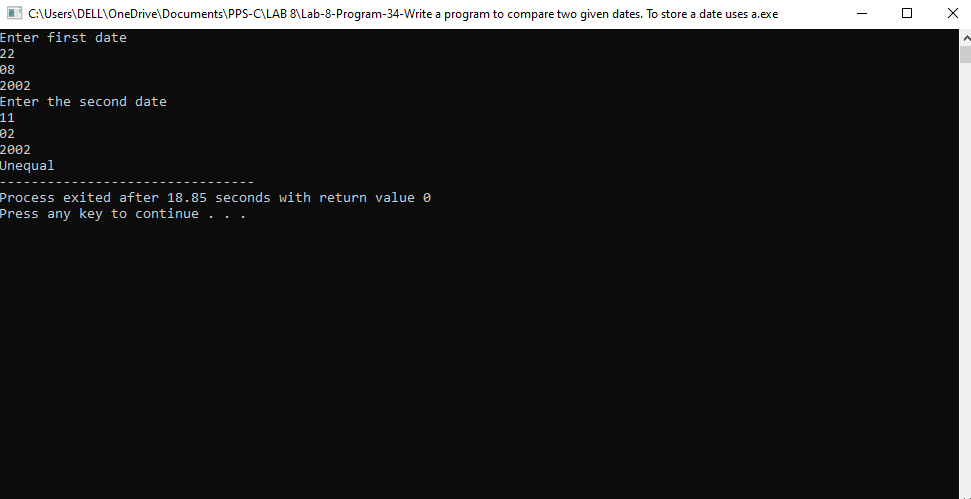 C:\Users\DELL\OneDrive\Documents\PPS-C\LAB 8\Lab-8-Program-34-Write a program to compare two given dates. To store a date uses a.exe
Enter first date
22
08
2002
Enter the second date
11
02
2002
Unequal
--------------------------------
Process exited after 18.85 seconds with return value 0
Press any key to continue . . .